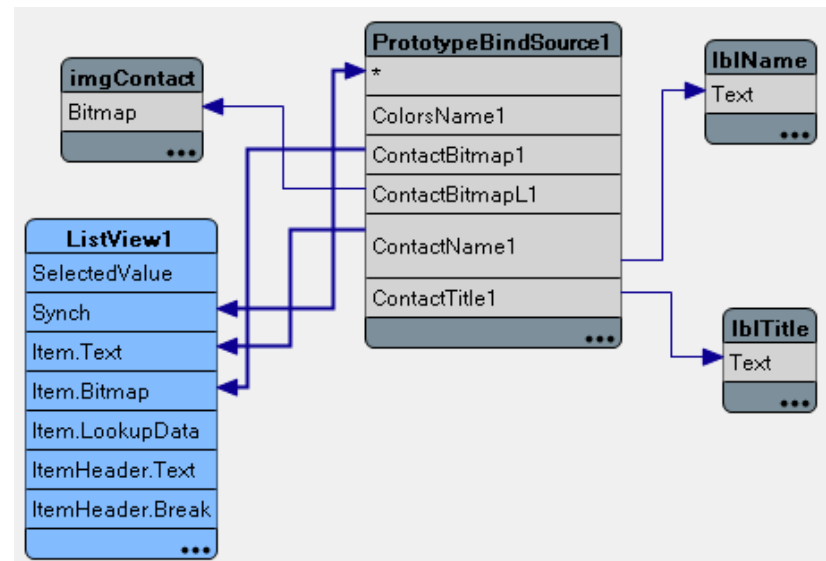 imgContact
Bitmap
...
ListView1
SelectedValue
Synch
Item.Text
Item.Bitmap
Item.LookupData
ItemHeader.Text
ItemHeader.Break
...
PrototypeBindSource1
*
ColorsName1
ContactBitmap1
ContactBitmapL1
ContactName1
ContactTitle1
...
lblName
Text
...
lblTitle
Text
...